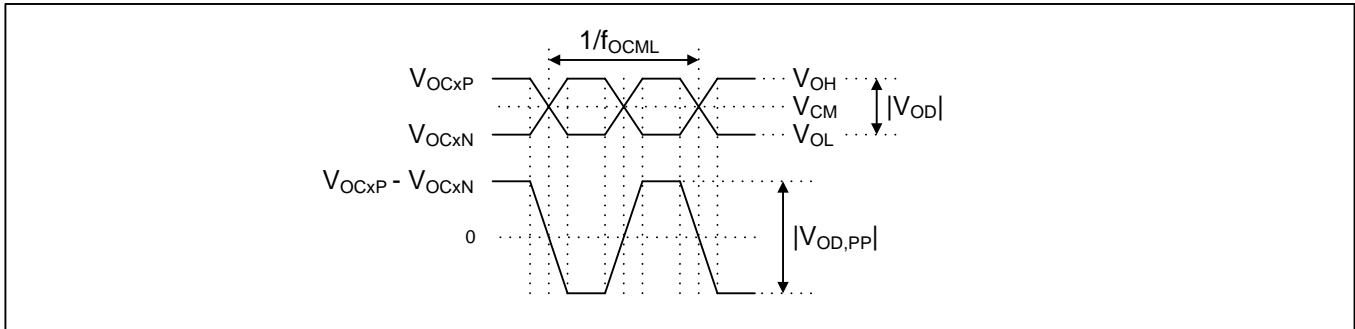 1/fOCML
VOCxP
VOH
VCM
|VOD|
VOCxN
VOL
VOCxP - VOCxN
0
|VOD,PP|